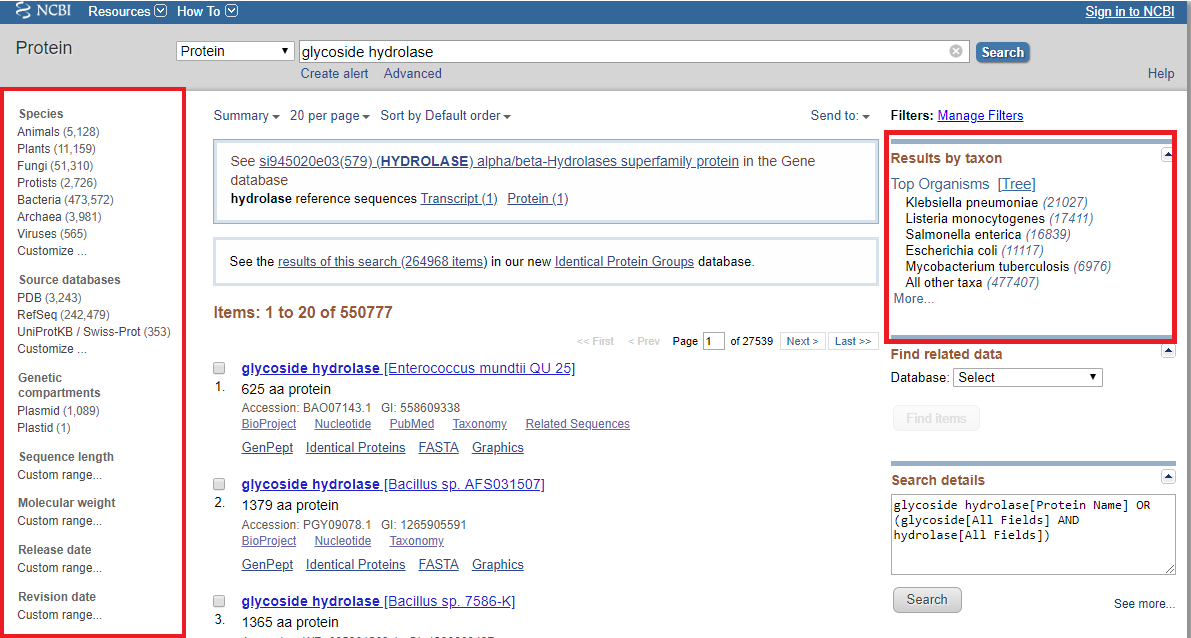 NCBI Resources How To Sign in to NCBI
Protein Protein glycoside hydrolase Search
Create alert Advanced Help
Species
Animals (5,128)
Plants (11,159)
Fungi (51,310)
Protists (2,726)
Bacteria (473,572)
Archaea (3,981)
Viruses (565)
Customize ...
Source databases
PDB (3,243)
RefSeq (242,479)
UniProtKB / Swiss-Prot (353)
Customize ...
Genetic
compartments
Plasmid (1,089)
Plastid (1)
Sequence length
Custom range...
Molecular weight
Custom range...
Release date
Custom range...
Revision date
Custom range...
Summary 20 per page Sort by Default order Send to:
See si945020e03(579) (HYDROLASE) alpha/beta-Hydrolases superfamily protein in the Gene
database
hydrolase reference sequences Transcript (1) Protein (1)
See the results of this search (264968 items) in our new Identical Protein Groups database.
Items: 1 to 20 of 550777
<< First < Prev Page 1 of 27539 Next > Last >>
glycoside hydrolase [Enterococcus mundtii QU 25]
1. 625 aa protein
Accession: BAO07143.1 GI: 558609338
BioProject Nucleotide PubMed Taxonomy Related Sequences
GenPept Identical Proteins FASTA Graphics
glycoside hydrolase [Bacillus sp. AFS031507]
2. 1379 aa protein
Accession: PGY09078.1 GI: 1265905591
BioProject Nucleotide Taxonomy
GenPept Identical Proteins FASTA Graphics
glycoside hydrolase [Bacillus sp. 7586-K]
3. 1365 aa protein
Filters: Manage Filters
Results by taxon
Top Organisms [Tree]
Klebsiella pneumoniae (21027)
Listeria monocytogenes (17411)
Salmonella enterica (16839)
Escherichia coli (11117)
Mycobacterium tuberculosis (6976)
All other taxa (477407)
More...
Find related data
Database: Select
Find items
Search details
glycoside hydrolase[Protein Name] OR
(glycoside[All Fields] AND
hydrolase[All Fields])
Search See more...